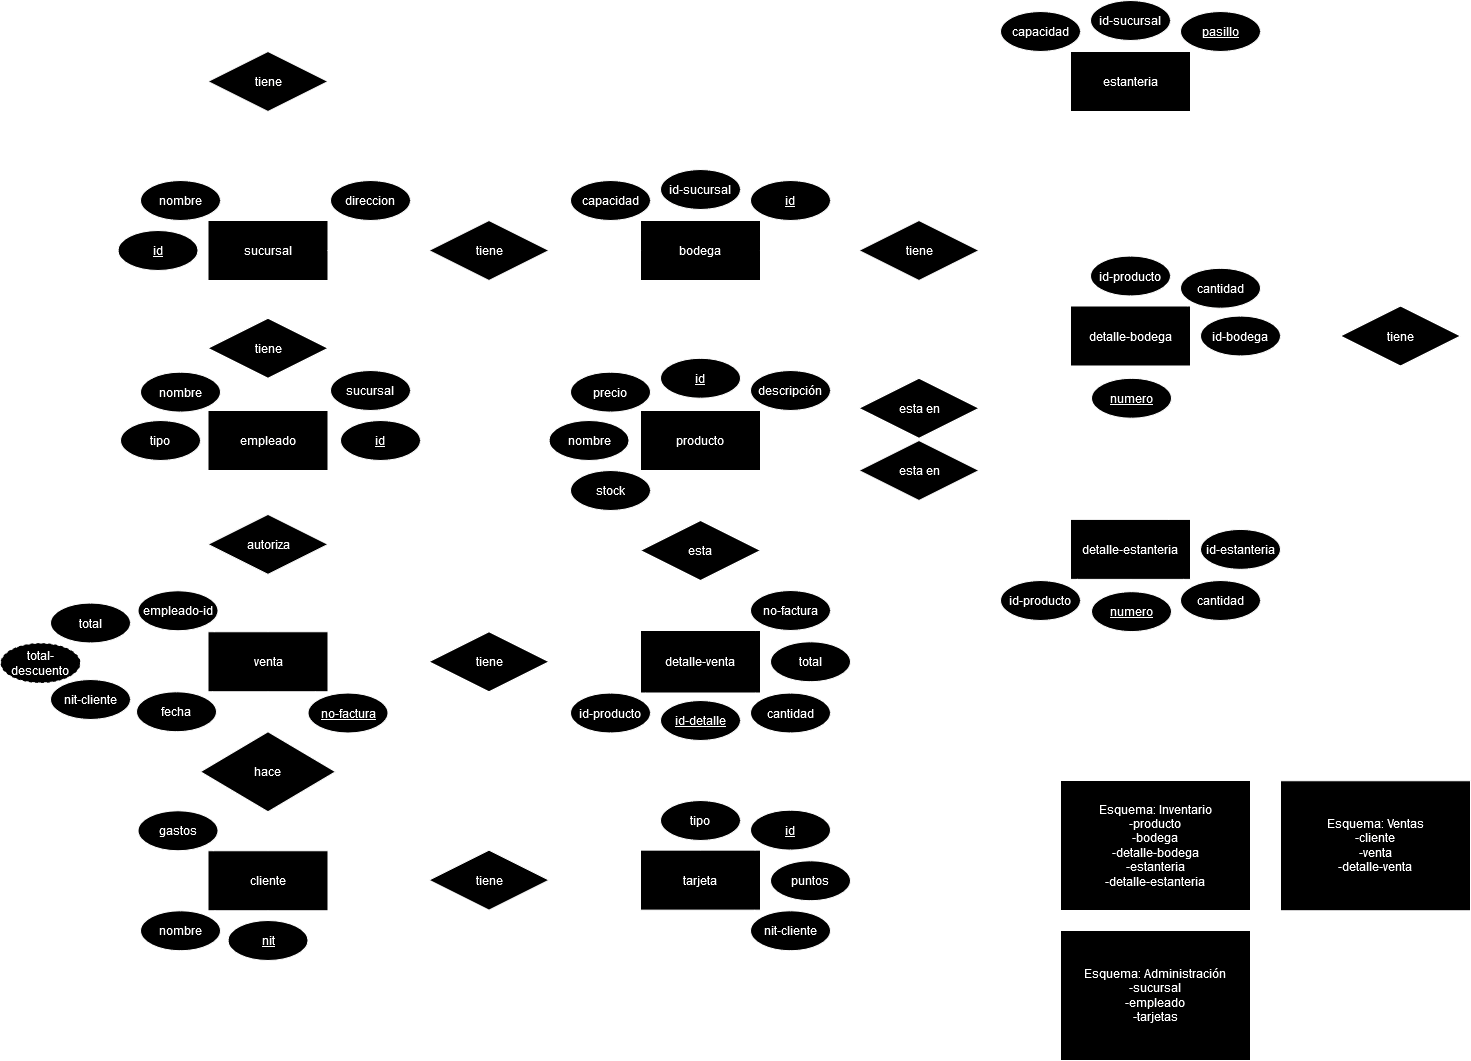 capacidad
id-sucursal
pasillo
tiene
estanteria
nombre
direccion
capacidad
id-sucursal
id
id
sucursal
tiene
bodega
tiene
id-producto
cantidad
tiene
detalle-bodega
id-bodega
tiene
nombre
sucursal
precio
id
descripción
numero
esta en
tipo
empleado
id
nombre
producto
esta en
stock
autoriza
esta
detalle-estanteria
id-estanteria
id-producto
numero
cantidad
total
empleado-id
no-factura
total-
descuento
venta
tiene
detalle-venta
total
nit-cliente
fecha
no-factura
id-producto
id-detalle
cantidad
hace
gastos
tipo
id
cliente
tiene
tarjeta
puntos
nombre
nit
nit-cliente
Esquema: Inventario
-producto
-bodega
-detalle-bodega
-estanteria
-detalle-estanteria
Esquema: Ventas
-cliente
-venta
-detalle-venta
Esquema: Administración
-sucursal
-empleado
-tarjetas